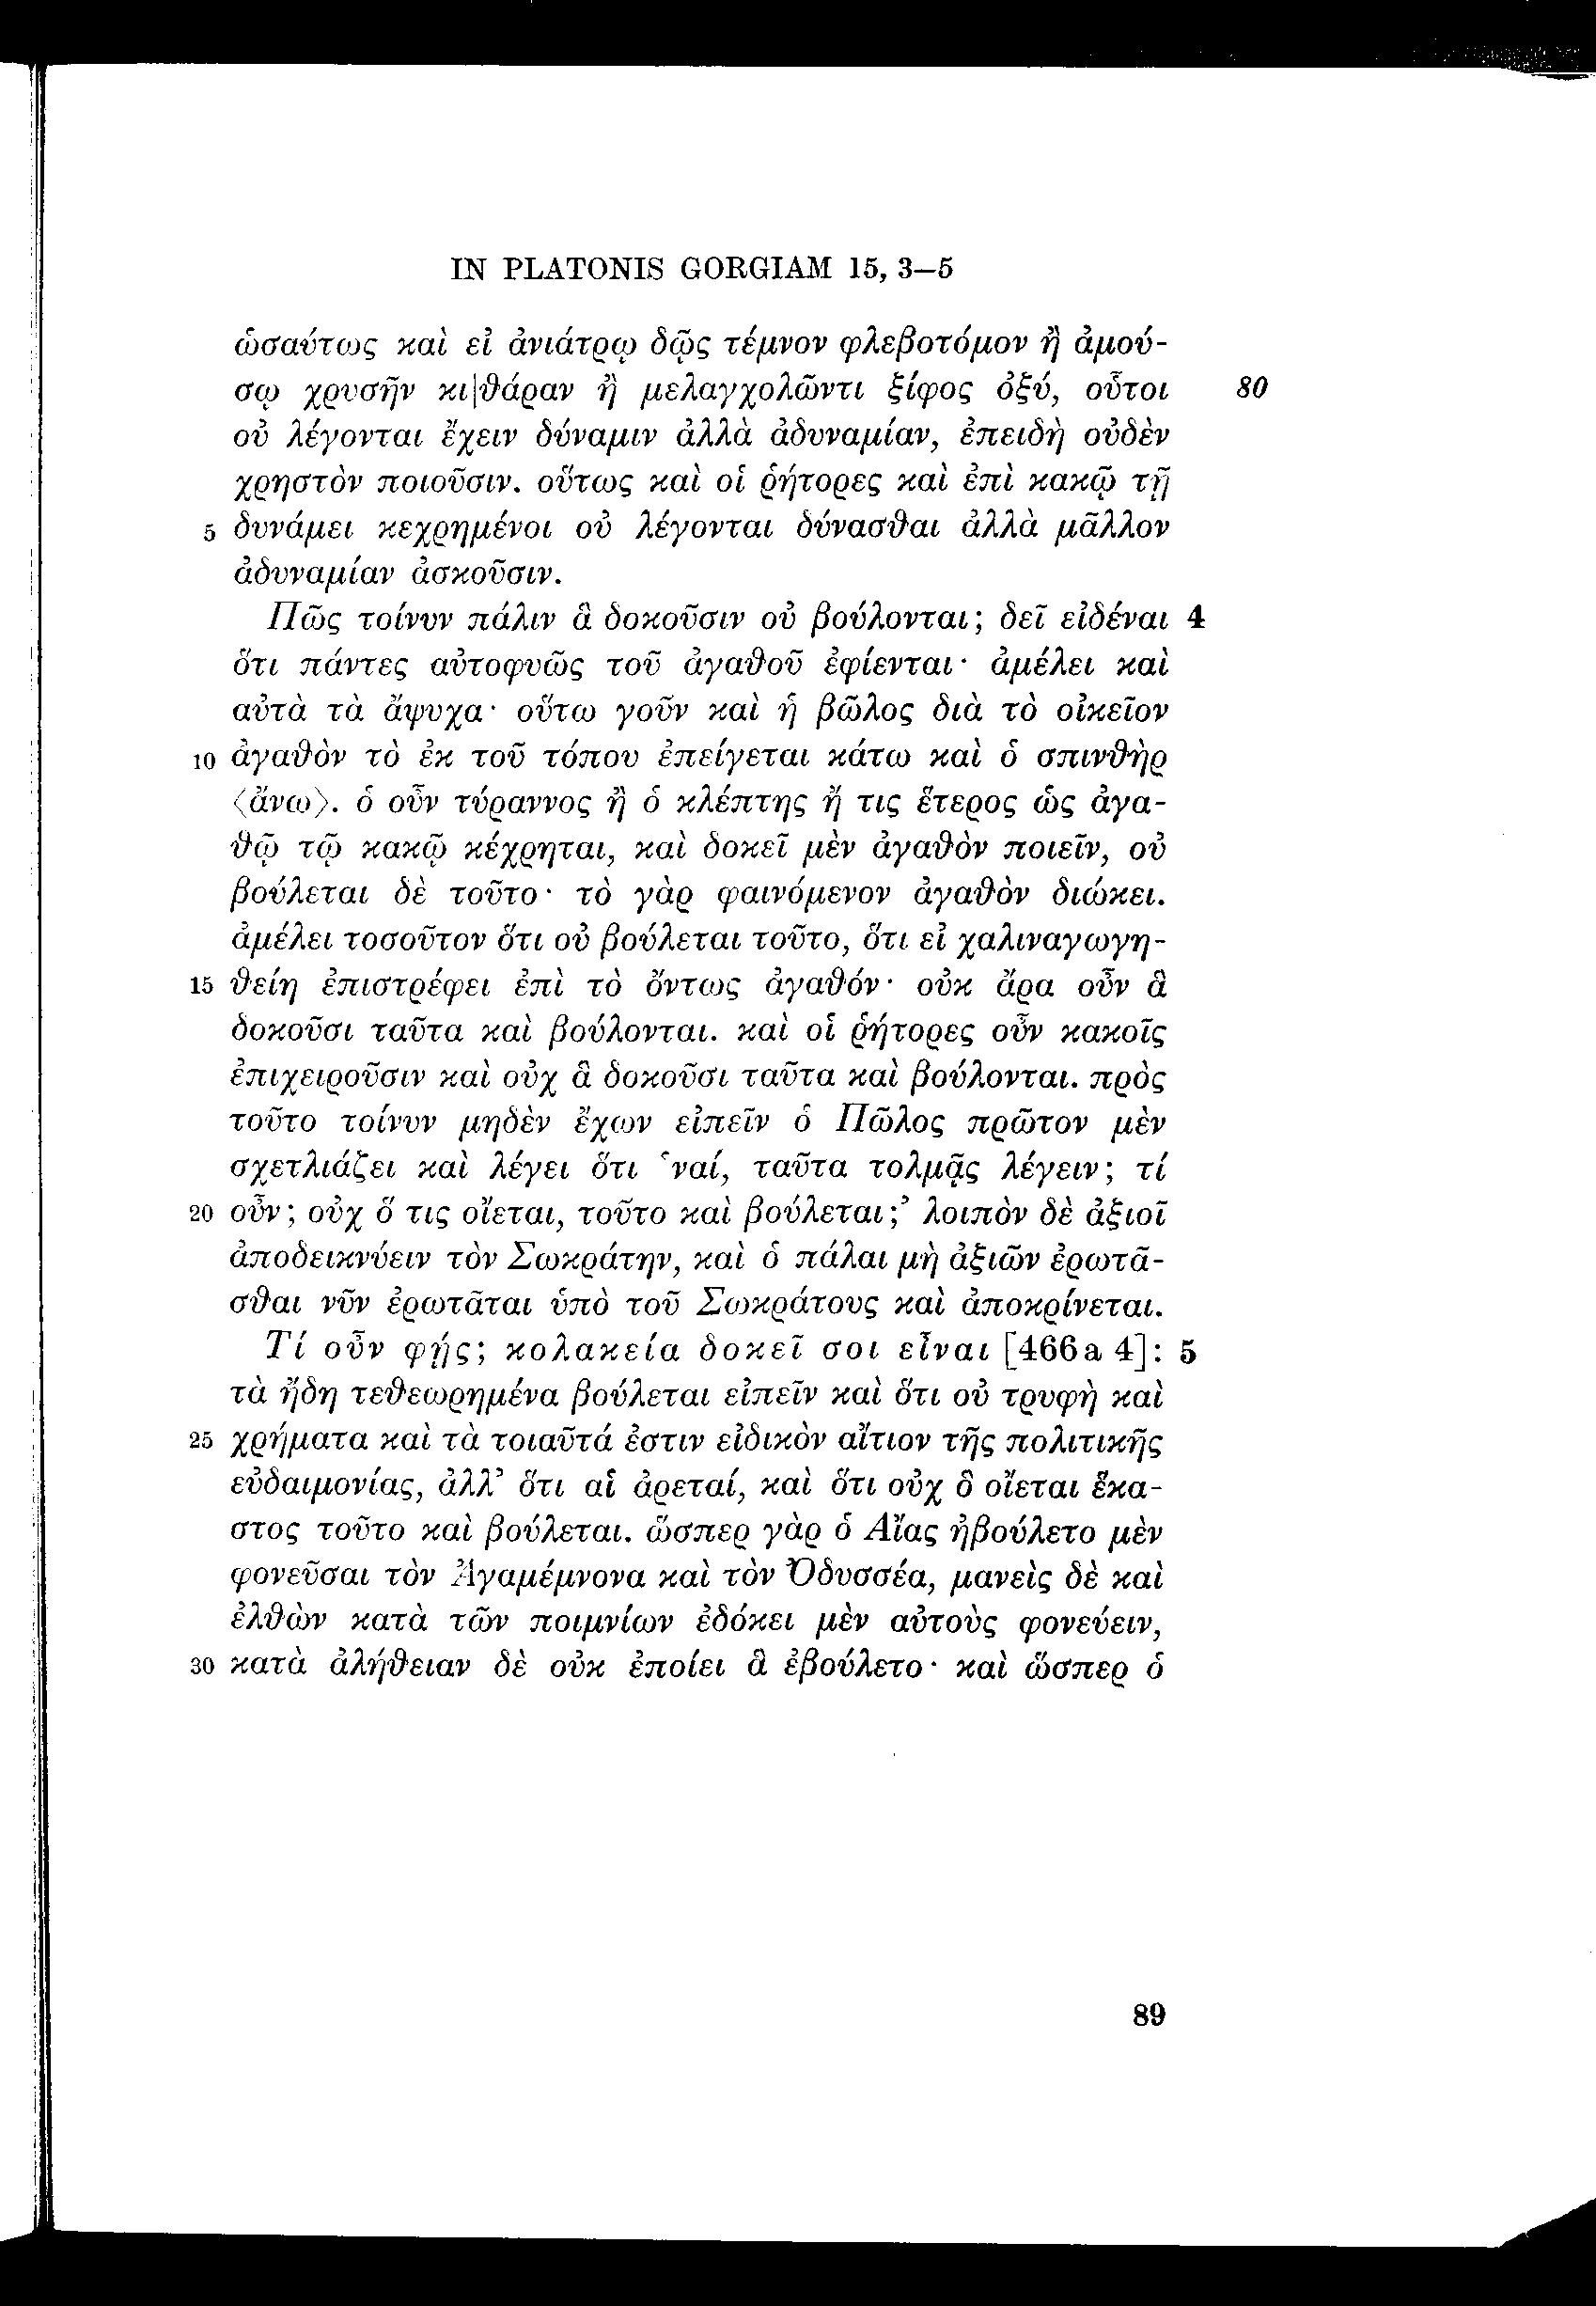 IN PLATONIS GORGIAM 15, 3–5
ὡσαύτως καὶ εἰ ἀνιάτρῳ δῷς τέμνον φλεβοτόμον ἢ ἀμού-
σῳ χρυσῆν κι|θάραν ἢ μελαγχολῶντι ξίφος ὀξύ, οὗτοι 80
οὐ λέγονται ἔχειν δύναμιν ἀλλὰ ἀδυναμίαν, ἐπειδὴ οὐδὲν
χρηστὸν ποιοῦσιν. οὕτως καὶ οἱ ῥήτορες καὶ ἐπὶ κακῷ τῇ
5 δυνάμει κεχρημένοι οὐ λέγονται δύνασθαι ἀλλὰ μᾶλλον
ἀδυναμίαν ἀσκοῦσιν.
Πῶς τοίνυν πάλιν ἃ δοκοῦσιν οὐ βούλονται; δεῖ εἰδέναι 4
ὅτι πάντες αὐτοφυῶς τοῦ ἀγαθοῦ ἐφίενται· ἀμέλει καὶ
αὐτὰ τὰ ἄψυχα· οὕτω γοῦν καὶ ἡ βῶλος διὰ τὸ οἰκεῖον
10 ἀγαθὸν τὸ ἐκ τοῦ τόπου ἐπείγεται κάτω καὶ ὁ σπινθὴρ
⟨ἄνω⟩. ὁ οὖν τύραννος ἢ ὁ κλέπτης ἤ τις ἕτερος ὡς ἀγα-
θῷ τῷ κακῷ κέχρηται, καὶ δοκεῖ μὲν ἀγαθὸν ποιεῖν, οὐ
βούλεται δὲ τοῦτο· τὸ γὰρ φαινόμενον ἀγαθὸν διώκει.
ἀμέλει τοσοῦτον ὅτι οὐ βούλεται τοῦτο, ὅτι εἰ χαλιναγωγη-
15 θείη ἐπιστρέφει ἐπὶ τὸ ὄντως ἀγαθόν· οὐκ ἄρα οὖν ἃ
δοκοῦσι ταῦτα καὶ βούλονται. καὶ οἱ ῥήτορες οὖν κακοῖς
ἐπιχειροῦσιν καὶ οὐχ ἃ δοκοῦσι ταῦτα καὶ βούλονται. πρὸς
τοῦτο τοίνυν μηδὲν ἔχων εἰπεῖν ὁ Πῶλος πρῶτον μὲν
σχετλιάζει καὶ λέγει ὅτι ‘ναί, ταῦτα τολμᾷς λέγειν; τί
20 οὖν; οὐχ ὅ τις οἴεται, τοῦτο καὶ βούλεται;’ λοιπὸν δὲ ἀξιοῖ
ἀποδεικνύειν τὸν Σωκράτην, καὶ ὁ πάλαι μὴ ἀξιῶν ἐρωτᾶ-
σθαι νῦν ἐρωτᾶται ὑπὸ τοῦ Σωκράτους καὶ ἀποκρίνεται.
Τί οὖν φῄς; κολακεία δοκεῖ σοι εἶναι [466a 4]: 5
τὰ ἤδη τεθεωρημένα βούλεται εἰπεῖν καὶ ὅτι οὐ τρυφὴ καὶ
25 χρήματα καὶ τὰ τοιαῦτά ἐστιν εἰδικὸν αἴτιον τῆς πολιτικῆς
εὐδαιμονίας, ἀλλ’ ὅτι αἱ ἀρεταί, καὶ ὅτι οὐχ ὃ οἴεται ἕκα-
στος τοῦτο καὶ βούλεται. ὥσπερ γὰρ ὁ Αἴας ἠβούλετο μὲν
φονεῦσαι τὸν Ἀγαμέμνονα καὶ τὸν Ὀδυσσέα, μανεὶς δὲ καὶ
ἐλθὼν κατὰ τῶν ποιμνίων ἐδόκει μὲν αὐτοὺς φονεύειν,
30 κατὰ ἀλήθειαν δὲ οὐκ ἐποίει ἃ ἐβούλετο· καὶ ὥσπερ ὁ
89